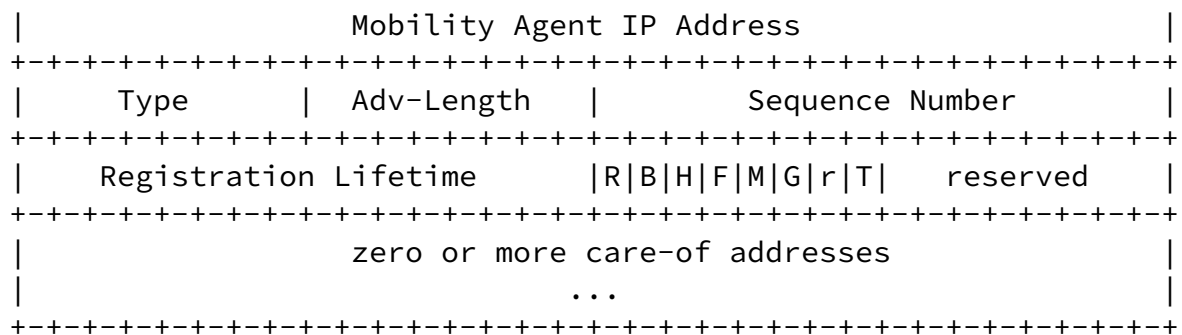 |                  Mobility Agent IP Address                    |
+-+-+-+-+-+-+-+-+-+-+-+-+-+-+-+-+-+-+-+-+-+-+-+-+-+-+-+-+-+-+-+-+
|     Type      |  Adv-Length   |        Sequence Number        |
+-+-+-+-+-+-+-+-+-+-+-+-+-+-+-+-+-+-+-+-+-+-+-+-+-+-+-+-+-+-+-+-+
|    Registration Lifetime      |R|B|H|F|M|G|r|T|   reserved    |
+-+-+-+-+-+-+-+-+-+-+-+-+-+-+-+-+-+-+-+-+-+-+-+-+-+-+-+-+-+-+-+-+
|                  zero or more care-of addresses               |
|                              ...                              |
+-+-+-+-+-+-+-+-+-+-+-+-+-+-+-+-+-+-+-+-+-+-+-+-+-+-+-+-+-+-+-+-+